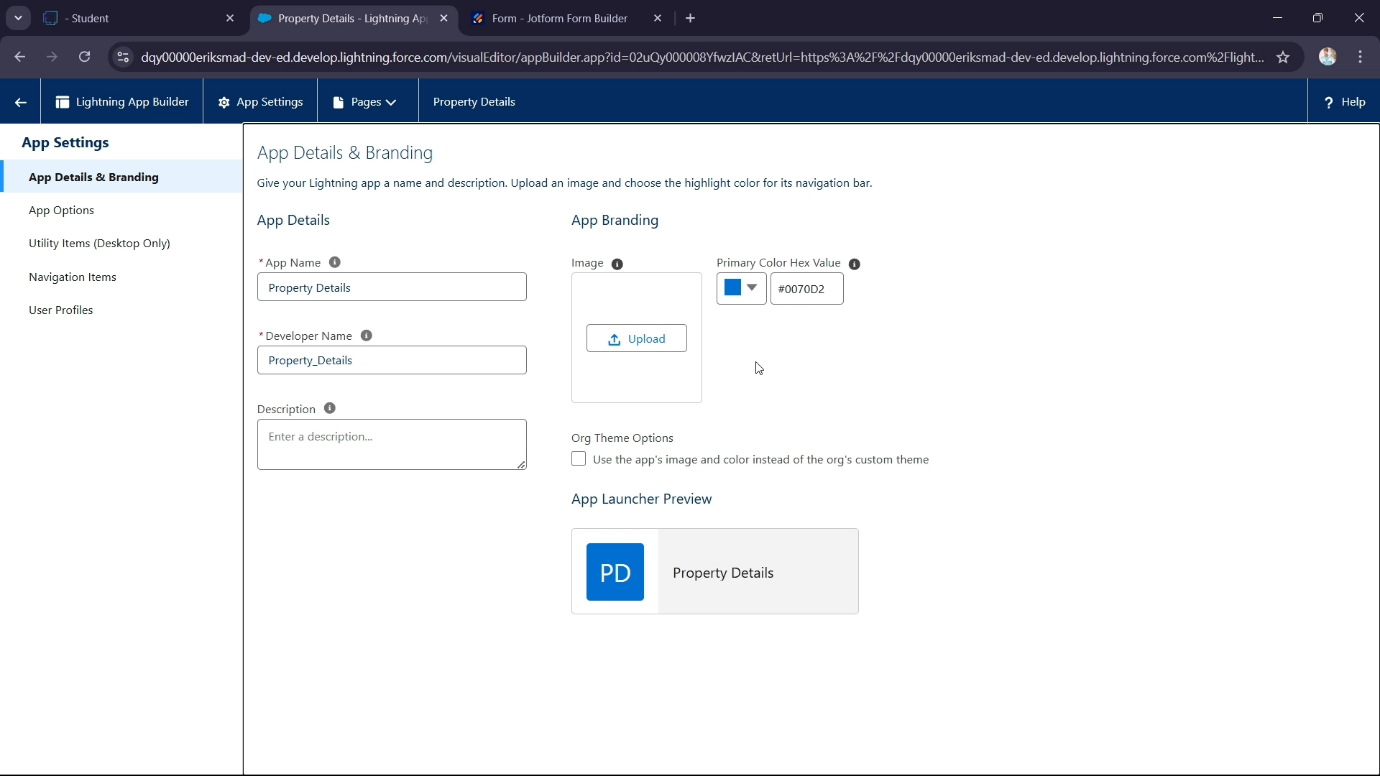 - Student
Property Details - Lightning Ap
Form - Jotform Form Builder
dqy00000eriksmad-dev-ed.develop.lightning.force.com/visualEditor/appBuilder.app?id=02uQy000008YfwzIAC&retUrl=https%3A%2F%2Fdqy00000eriksmad-dev-ed.develop.lightning.force.com%2Flight...
Lightning App Builder
App Settings
Pages
Property Details
? Help
App Settings
App Details & Branding
App Options
Utility Items (Desktop Only)
Navigation Items
User Profiles
App Details & Branding
Give your Lightning app a name and description. Upload an image and choose the highlight color for its navigation bar.
App Details
* App Name
Property Details
* Developer Name
Property_Details
Description
Enter a description...
App Branding
Image
Upload
Primary Color Hex Value
#0070D2
Org Theme Options
Use the app's image and color instead of the org's custom theme
App Launcher Preview
PD
Property Details